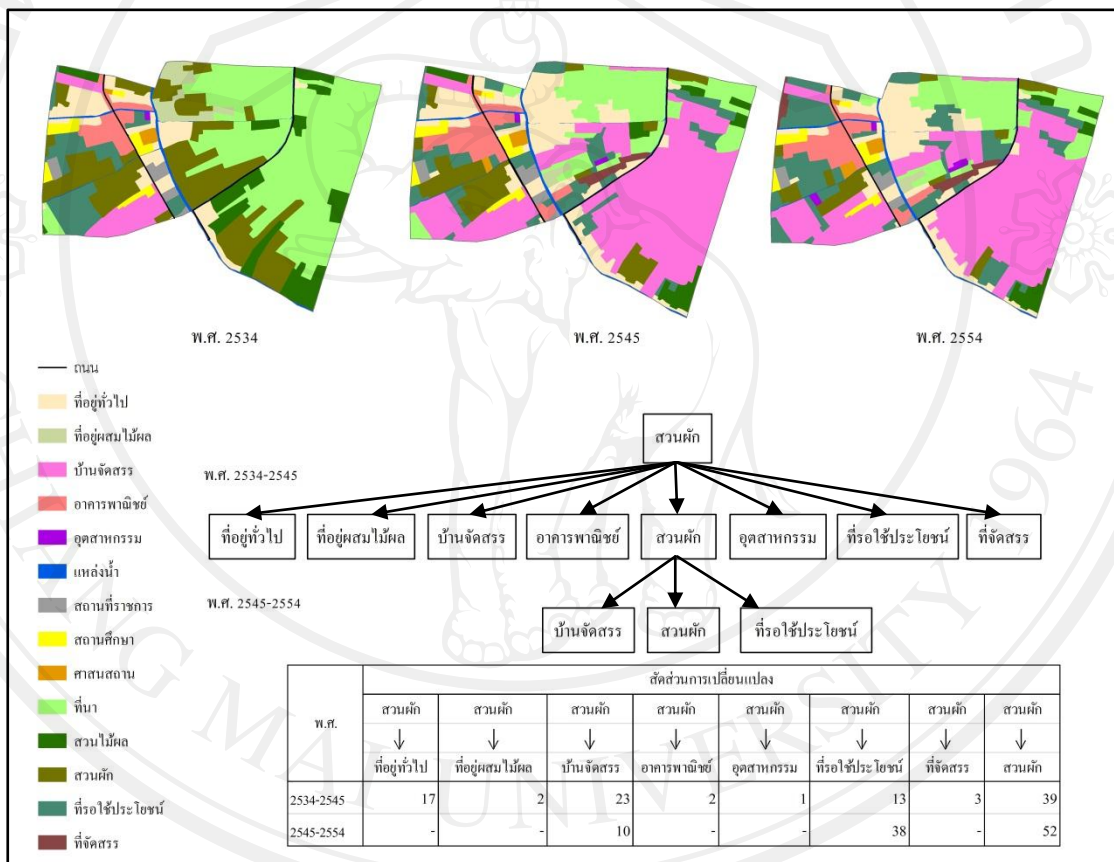 พ.ศ. 2534
พ.ศ. 2545
พ.ศ. 2554
ถนน
ที่อยู่ทั่วไป
ที่อยู่ผสมไม้ผล
บ้านจัดสรร
อาคารพาณิชย์
อุตสาหกรรม
แหล่งน้ำ
สถานที่ราชการ
สถานศึกษา
ศาสนสถาน
ที่นา
สวนไม้ผล
สวนผัก
ที่รอใช้ประโยชน์
ที่จัดสรร
สวนผัก
พ.ศ. 2534-2545
ที่อยู่ทั่วไป ที่อยู่ผสมไม้ผล บ้านจัดสรร อาคารพาณิชย์ สวนผัก อุตสาหกรรม ที่รอใช้ประโยชน์ ที่จัดสรร
พ.ศ. 2545-2554
บ้านจัดสรร สวนผัก ที่รอใช้ประโยชน์
พ.ศ. สัดส่วนการเปลี่ยนแปลง
สวนผัก สวนผัก สวนผัก สวนผัก สวนผัก สวนผัก สวนผัก สวนผัก
↓ ↓ ↓ ↓ ↓ ↓ ↓ ↓
ที่อยู่ทั่วไป ที่อยู่ผสมไม้ผล บ้านจัดสรร อาคารพาณิชย์ อุตสาหกรรม ที่รอใช้ประโยชน์ ที่จัดสรร สวนผัก
2534-2545 17 2 23 2 1 13 3 39
2545-2554 - - 10 - - 38 - 52
MAI UNIVERSITY 1964